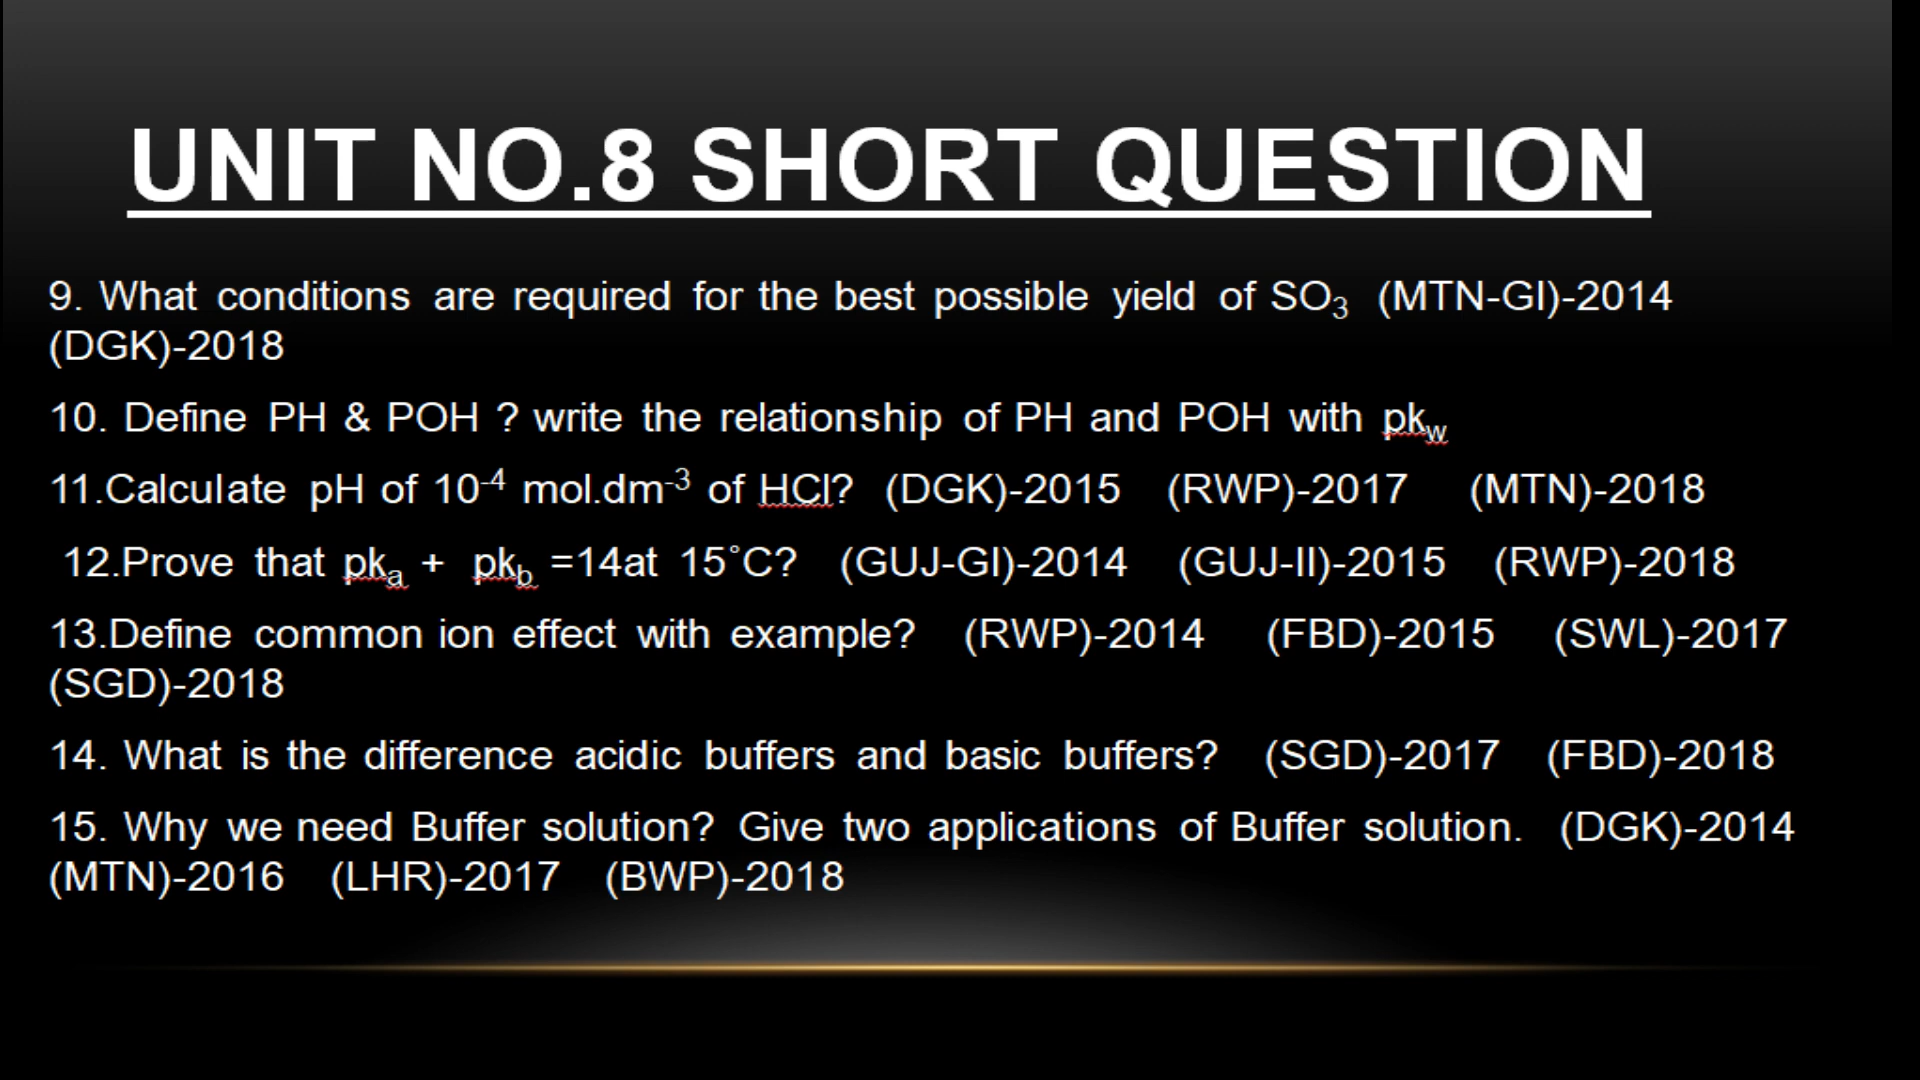 UNIT NO.8 SHORT QUESTION
9. What conditions are required for the best possible yield of SO₃ (MTN-GI)-2014
(DGK)-2018
10. Define PH & POH ? write the relationship of PH and POH with pkw
11.Calculate pH of 10⁻⁴ mol.dm⁻³ of HCl? (DGK)-2015 (RWP)-2017 (MTN)-2018
12.Prove that pkₐ + pkb =14at 15˚C? (GUJ-GI)-2014 (GUJ-II)-2015 (RWP)-2018
13.Define common ion effect with example? (RWP)-2014 (FBD)-2015 (SWL)-2017
(SGD)-2018
14. What is the difference acidic buffers and basic buffers? (SGD)-2017 (FBD)-2018
15. Why we need Buffer solution? Give two applications of Buffer solution. (DGK)-2014
(MTN)-2016 (LHR)-2017 (BWP)-2018